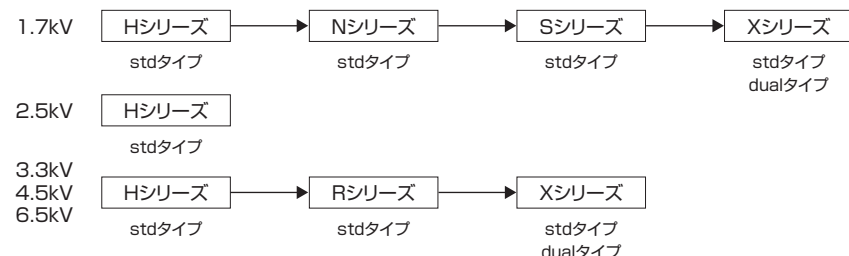 1.7kV Hシリーズ Nシリーズ Sシリーズ Xシリーズ
stdタイプ stdタイプ stdタイプ stdタイプ
dualタイプ
2.5kV Hシリーズ
stdタイプ
3.3kV
4.5kV Hシリーズ Rシリーズ Xシリーズ
6.5kV
stdタイプ stdタイプ stdタイプ
dualタイプ